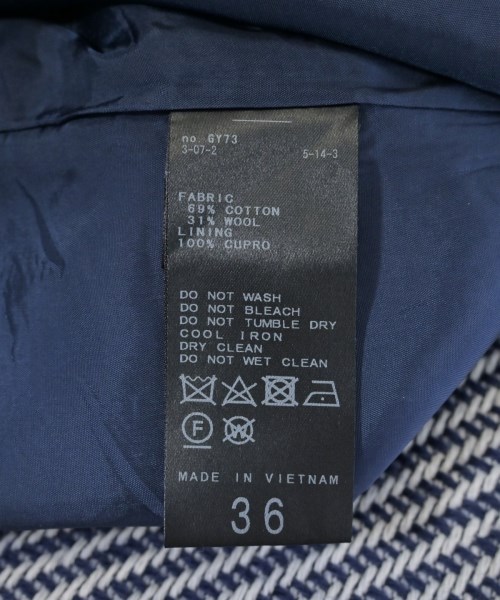 no. GY73
3-07-2 5-14-3
FABRIC
69% COTTON
31% WOOL
LINING
100% CUPRO
DO NOT WASH
DO NOT BLEACH
DO NOT TUMBLE DRY
COOL IRON
DRY CLEAN
DO NOT WET CLEAN
F W
MADE IN VIETNAM
36